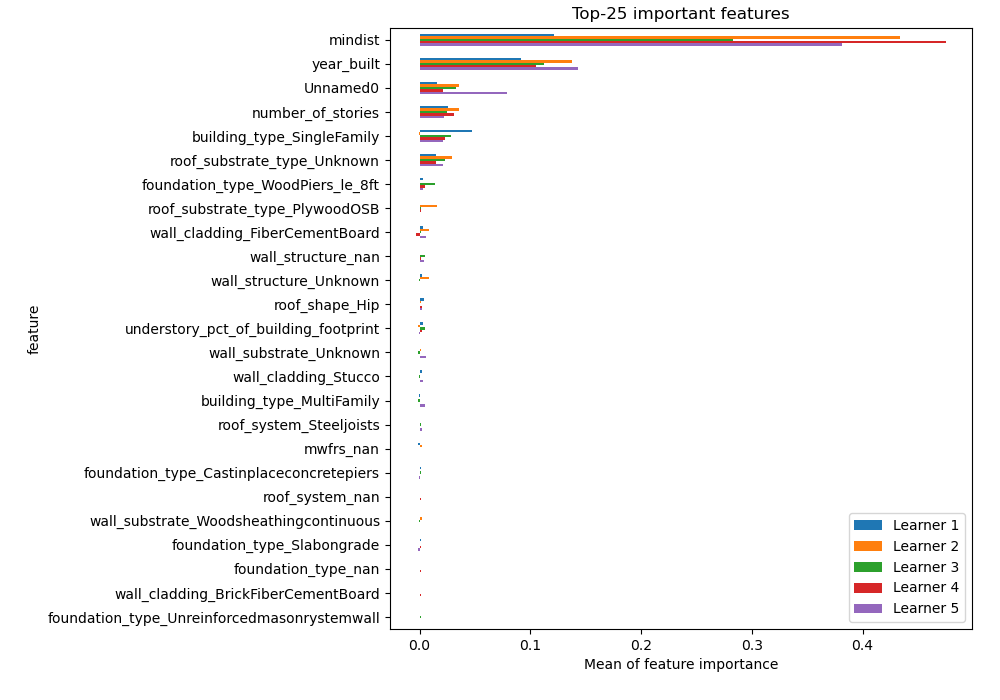 Top-25 important features
feature
mindist
year_built
Unnamed0
number_of_stories
building_type_SingleFamily
roof_substrate_type_Unknown
foundation_type_WoodPiers_le_8ft
roof_substrate_type_PlywoodOSB
wall_cladding_FiberCementBoard
wall_structure_nan
wall_structure_Unknown
roof_shape_Hip
understory_pct_of_building_footprint
wall_substrate_Unknown
wall_cladding_Stucco
building_type_MultiFamily
roof_system_Steeljoists
mwfrs_nan
foundation_type_Castinplaceconcretepiers
roof_system_nan
wall_substrate_Woodsheathingcontinuous
foundation_type_Slabongrade
foundation_type_nan
wall_cladding_BrickFiberCementBoard
foundation_type_Unreinforcedmasonrystemwall
Learner 1
Learner 2
Learner 3
Learner 4
Learner 5
0.0 0.1 0.2 0.3 0.4
Mean of feature importance